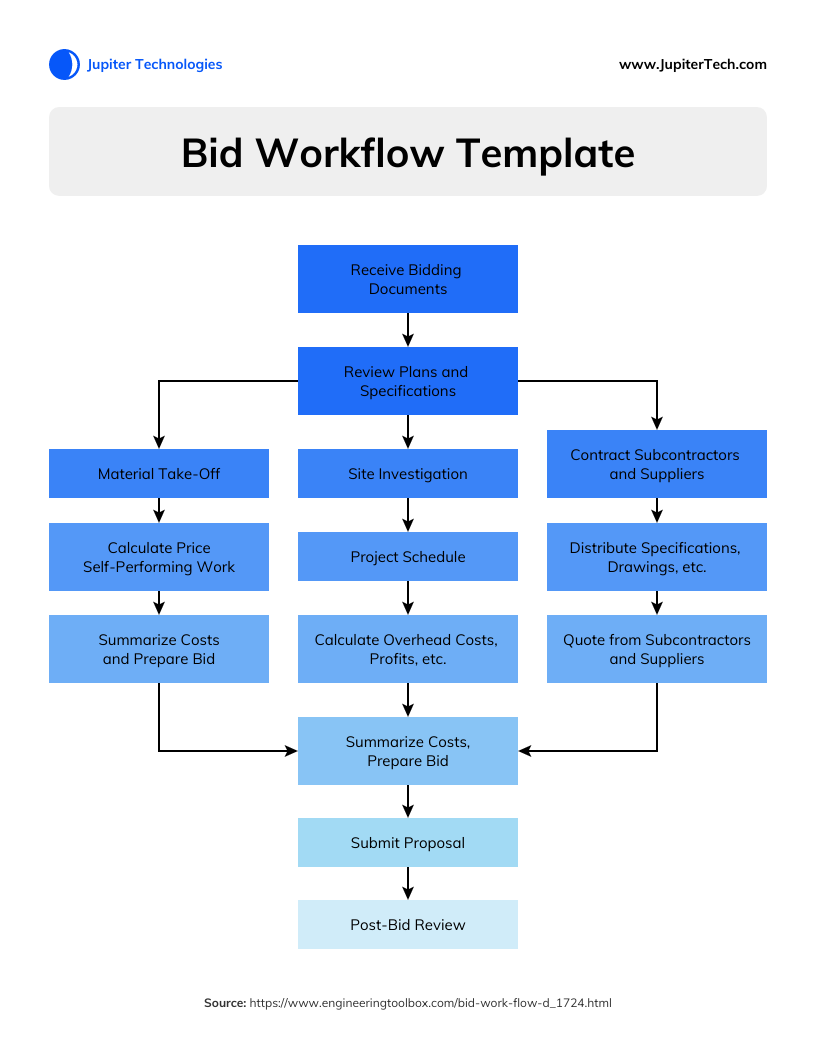 Jupiter Technologies
www.JupiterTech.com
Bid Workflow Template
Receive Bidding
Documents
Review Plans and
Specifications
Material Take-Off
Site Investigation
Contract Subcontractors
and Suppliers
Calculate Price
Self-Performing Work
Project Schedule
Distribute Specifications,
Drawings, etc.
Summarize Costs
and Prepare Bid
Calculate Overhead Costs,
Profits, etc.
Quote from Subcontractors
and Suppliers
Summarize Costs,
Prepare Bid
Submit Proposal
Post-Bid Review
Source: https://www.engineeringtoolbox.com/bid-work-flow-d_1724.html